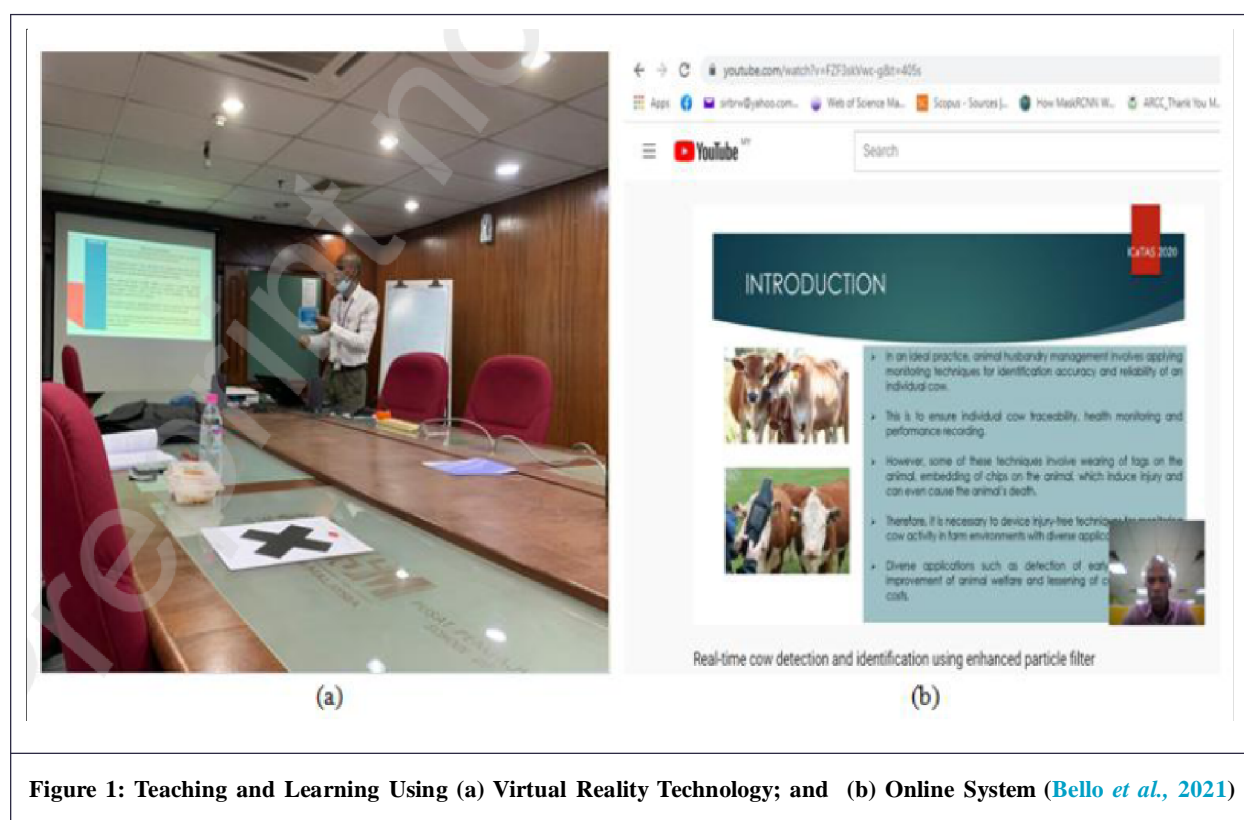 youtube.com/watch?v=FZF3skVwc-g&t=405s
Apps
sirbrw@yahoo.com...
Web of Science Ma...
Scopus - Sources J...
How MaskRCNN W...
ARCC_Thank You M...
YouTube MY
Search
ICaTAS 2020
INTRODUCTION
In an ideal practice, animal husbandry management involves applying
monitoring techniques for identification accuracy and reliability of an
individual cow.
This is to ensure individual cow traceability, health monitoring and
performance recording.
However, some of these techniques involve wearing of tags on the
animal, embedding of chips on the animal, which induce injury and
can even cause the animal's death.
Therefore, it is necessary to device injury-free techniques for monitoring
cow activity in farm environments with diverse
Diverse applications such as detection of
improvement of animal welfare and lessening of
costs.
Real-time cow detection and identification using enhanced particle filter
(a)
(b)
Figure 1: Teaching and Learning Using (a) Virtual Reality Technology; and (b) Online System (Bello et al., 2021)